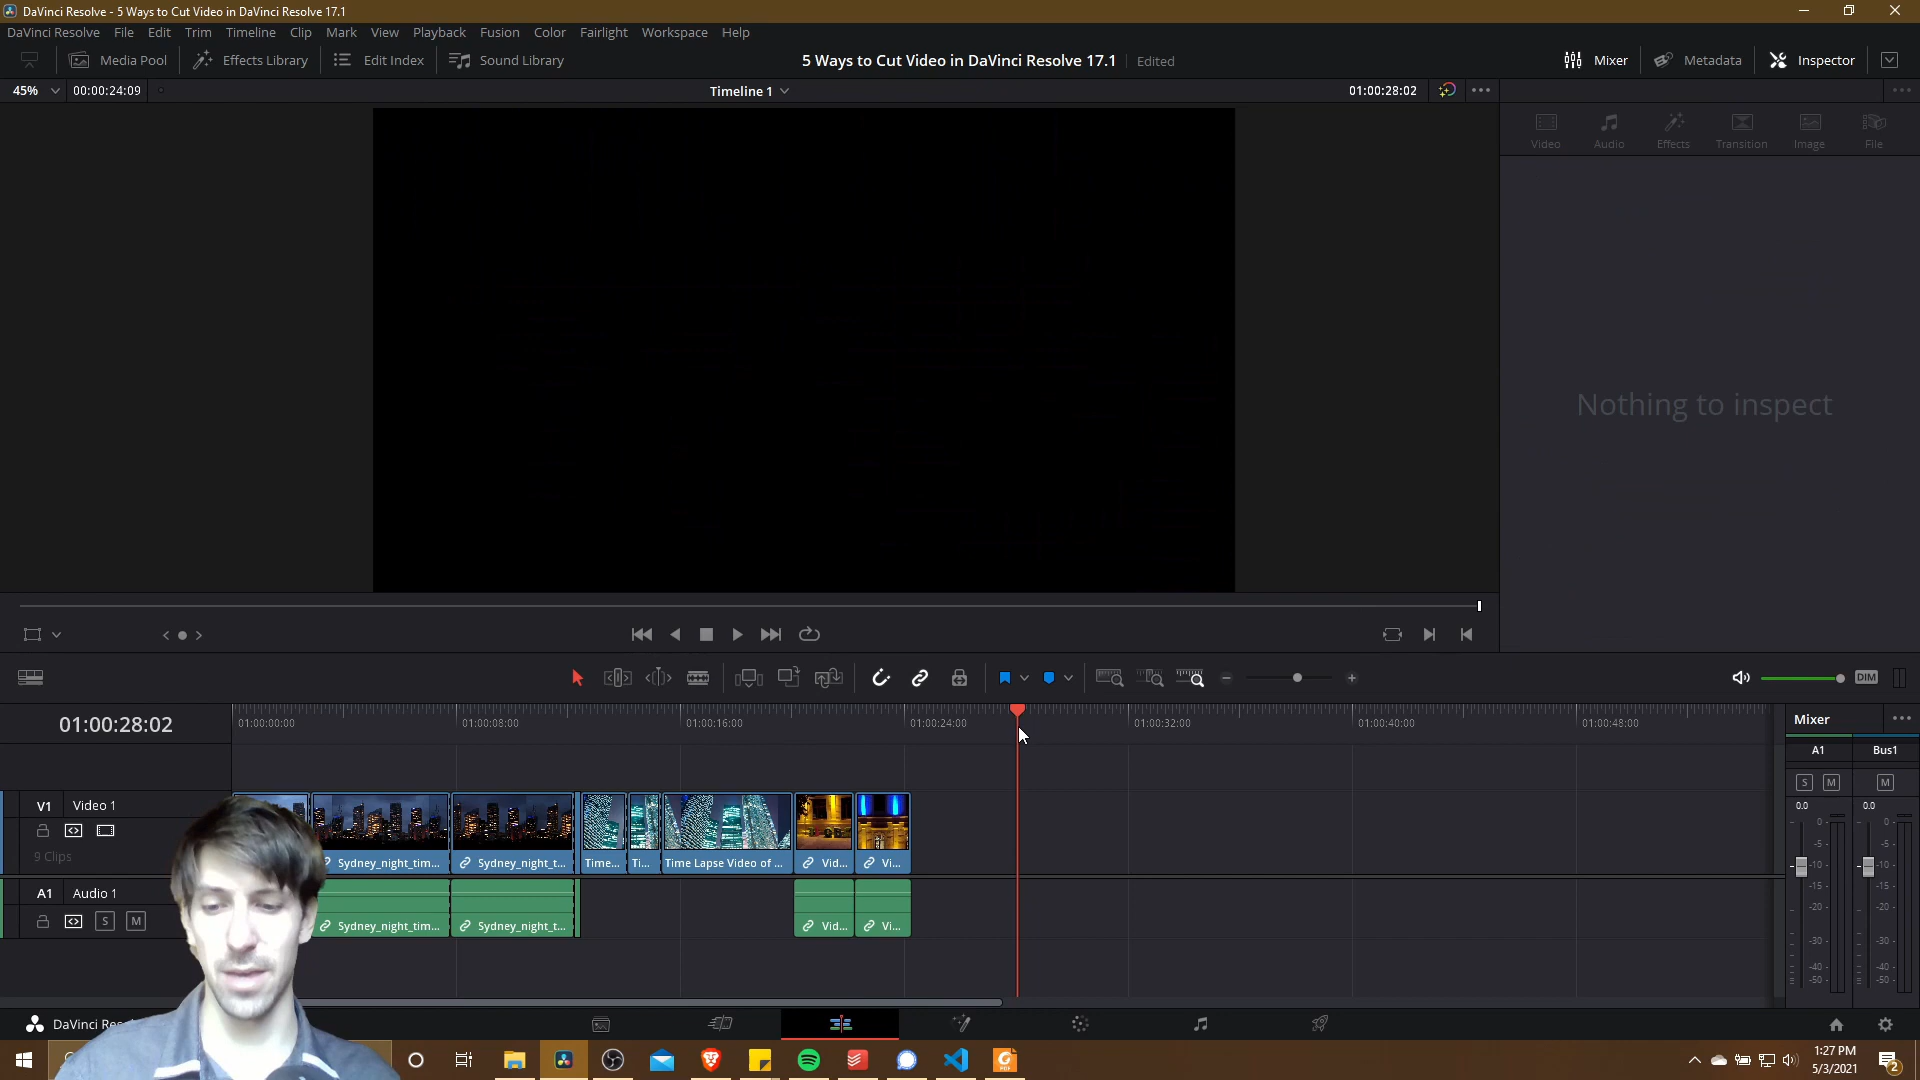 DaVinci Resolve - 5 Ways to Cut Video in DaVinci Resolve 17.1
DaVinci Resolve File Edit Trim Timeline Clip Mark View Playback Fusion Color Fairlight Workspace Help
Media Pool Effects Library Edit Index Sound Library 5 Ways to Cut Video in DaVinci Resolve 17.1 Edited Mixer Metadata Inspector
45% 00:00:24:09 Timeline 1 01:00:28:02
Video Audio Effects Transition Image File
Nothing to inspect
DIM
01:00:28:02 01:00:00:00 01:00:08:00 01:00:16:00 01:00:24:00 01:00:32:00 01:00:40:00 01:00:48:00 Mixer
A1 Bus1
S M M
V1 Video 1 0.0 0.0
9 Clips
Sydney_night_tim... Sydney_night_t... Time... Ti... Time Lapse Video of ... Vid... Vi...
A1 Audio 1
S M
Sydney_night_tim... Sydney_night_t... Vid... Vi...
0 -5 -10 -15 -20 -30 -40 -50
0 -5 -10 -15 -20 -30 -40 -50
DaVinci Res
1:27 PM
5/3/2021
2